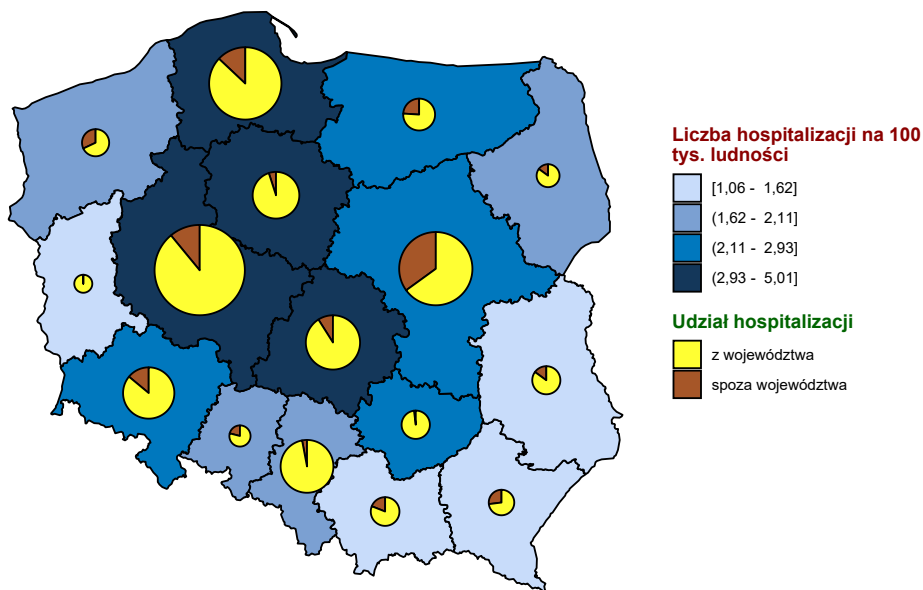 Liczba hospitalizacji na 100
tys. ludności
[1,06 - 1,62]
(1,62 - 2,11]
(2,11 - 2,93]
(2,93 - 5,01]
Udział hospitalizacji
z województwa
spoza województwa